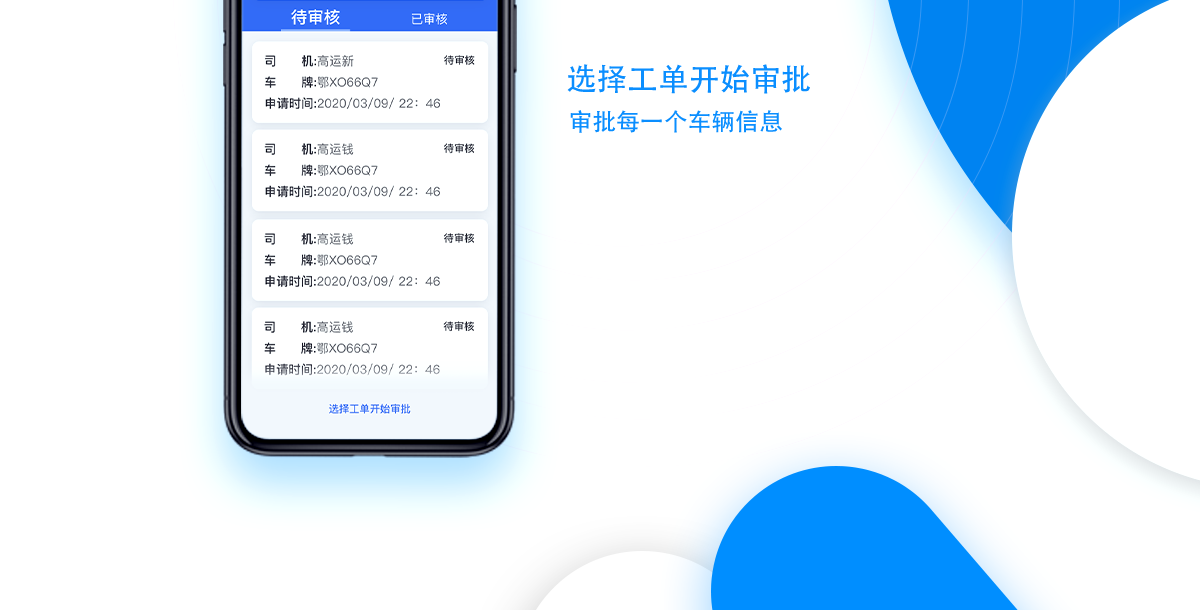 待审核 已审核
司 机:高运新 待审核
车 牌:鄂XO66Q7
申请时间:2020/03/09/ 22：46
司 机:高运钱 待审核
车 牌:鄂XO66Q7
申请时间:2020/03/09/ 22：46
司 机:高运钱 待审核
车 牌:鄂XO66Q7
申请时间:2020/03/09/ 22：46
司 机:高运钱 待审核
车 牌:鄂XO66Q7
申请时间:2020/03/09/ 22：46
选择工单开始审批
选择工单开始审批
审批每一个车辆信息